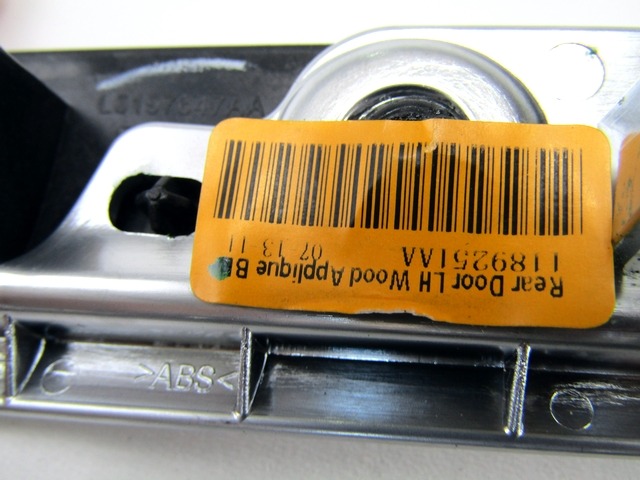 Rear Door LH Wood Applique B
1189251AA
07-13-11
>ABS<